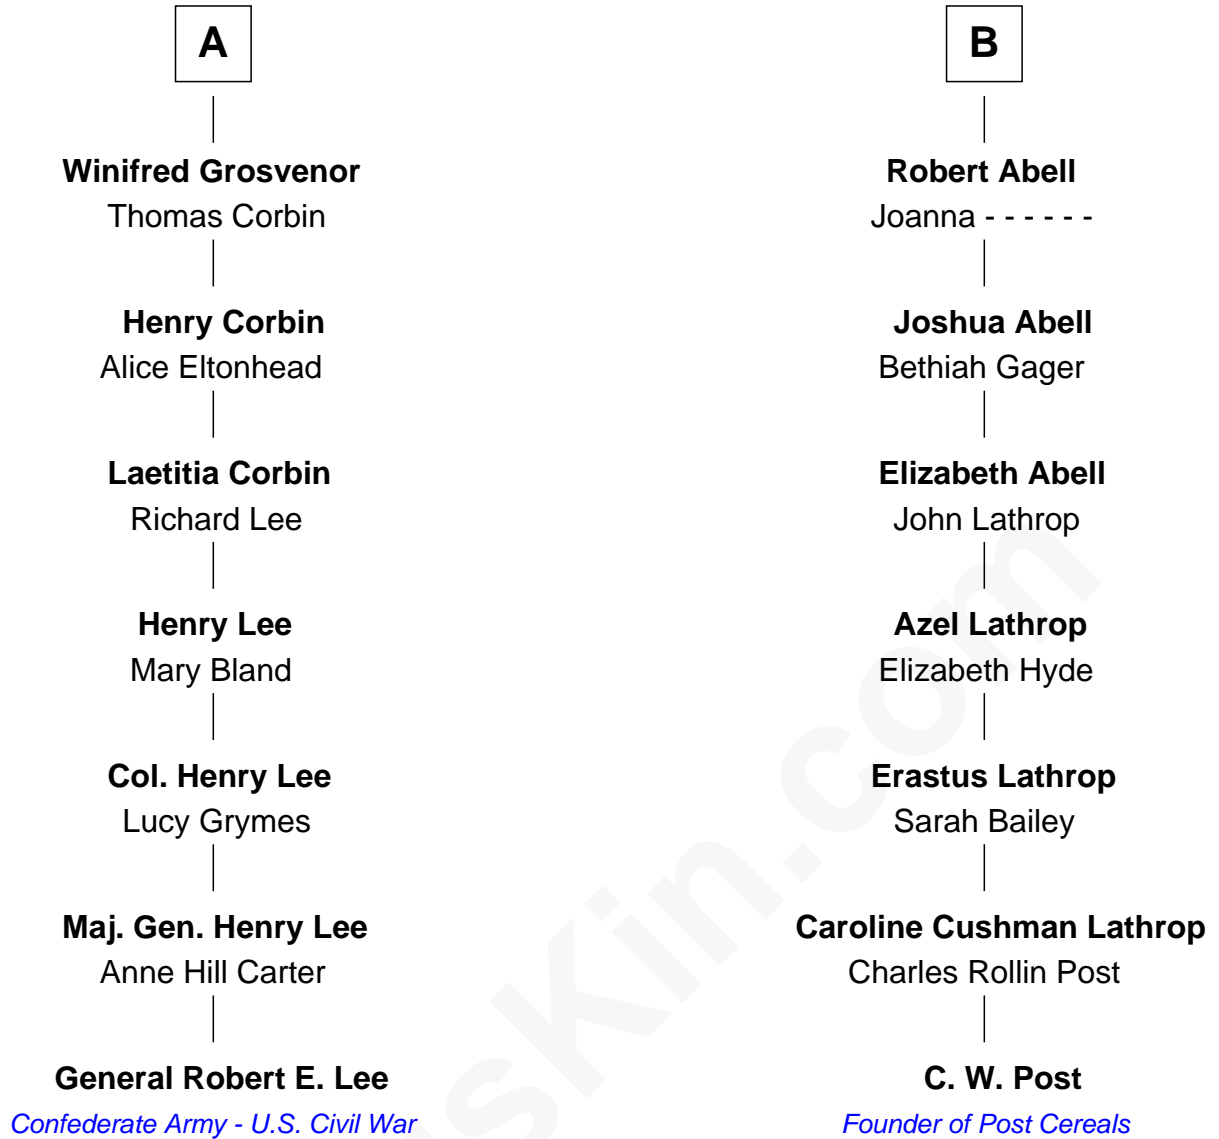 A
Winifred Grosvenor
Thomas Corbin
Henry Corbin
Alice Eltonhead
Laetitia Corbin
Richard Lee
Henry Lee
Mary Bland
Col. Henry Lee
Lucy Grymes
Maj. Gen. Henry Lee
Anne Hill Carter
General Robert E. Lee
Confederate Army - U.S. Civil War
B
Robert Abell
Joanna - - - - - -
Joshua Abell
Bethiah Gager
Elizabeth Abell
John Lathrop
Azel Lathrop
Elizabeth Hyde
Erastus Lathrop
Sarah Bailey
Caroline Cushman Lathrop
Charles Rollin Post
C. W. Post
Founder of Post Cereals